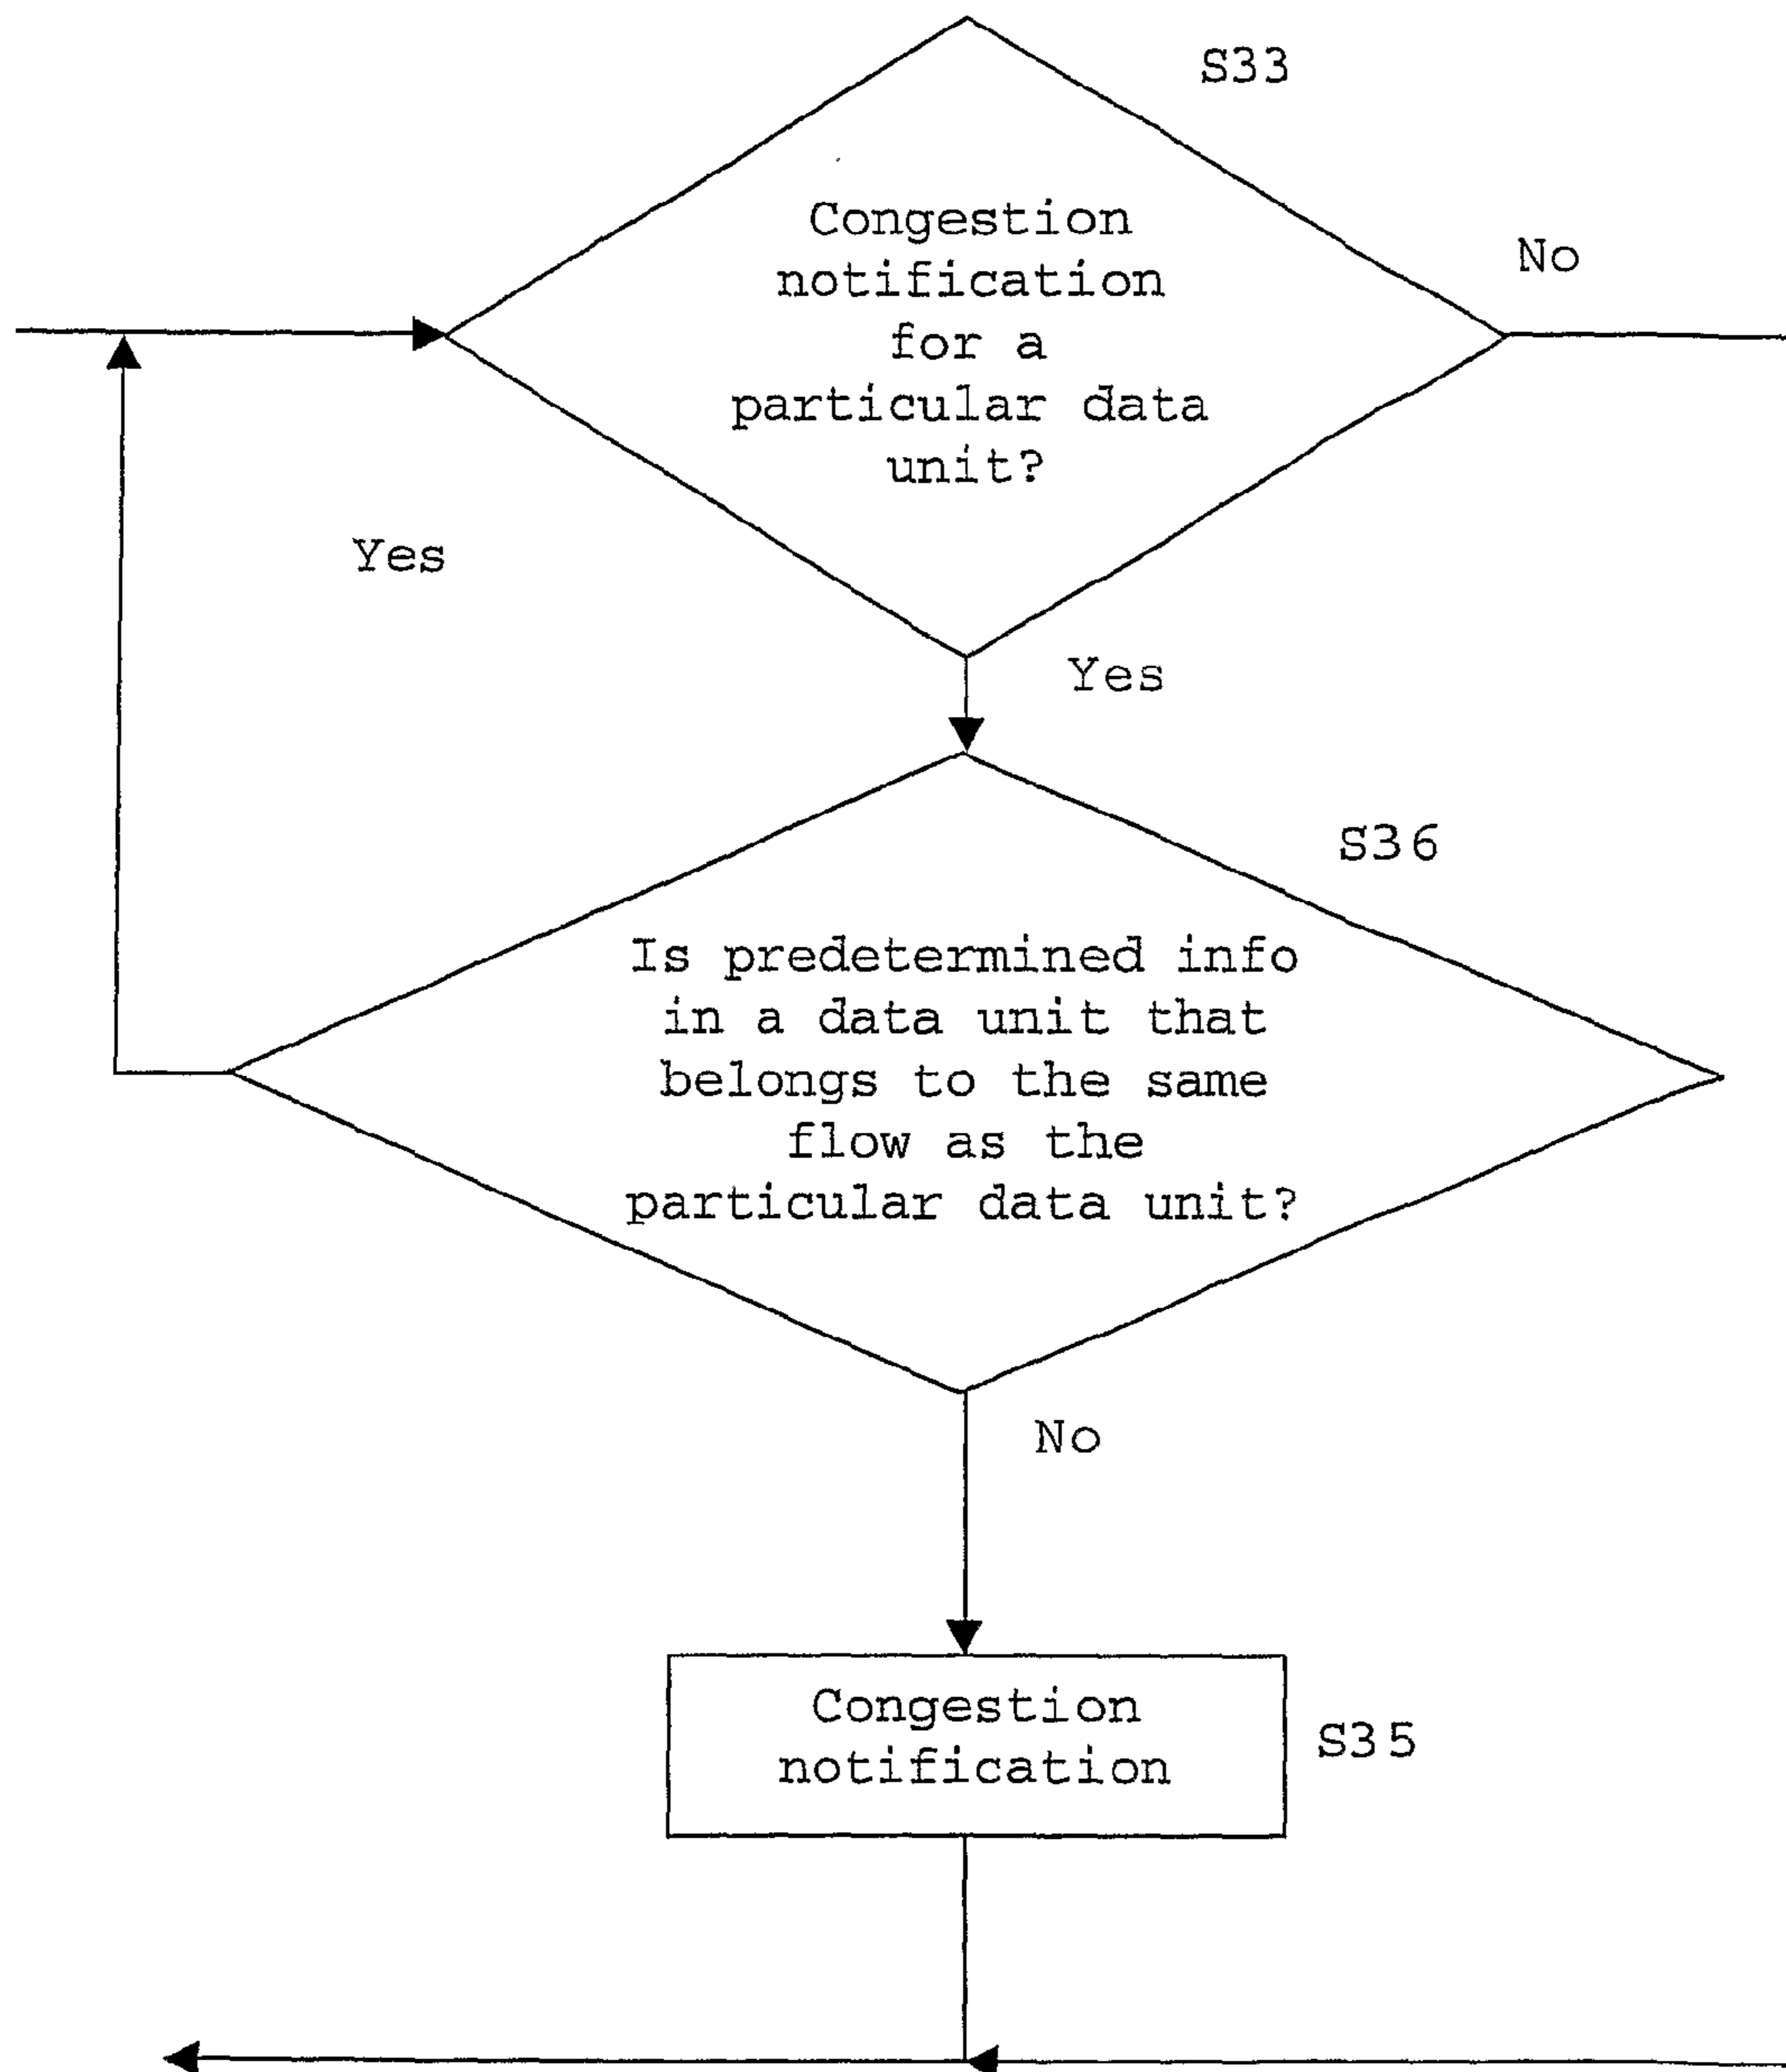 S33
Congestion
notification
for a
particular data
unit?
No
Yes
Yes
S36
Is predetermined info
in a data unit that
belongs to the same
flow as the
particular data unit?
No
Congestion
notification
S35